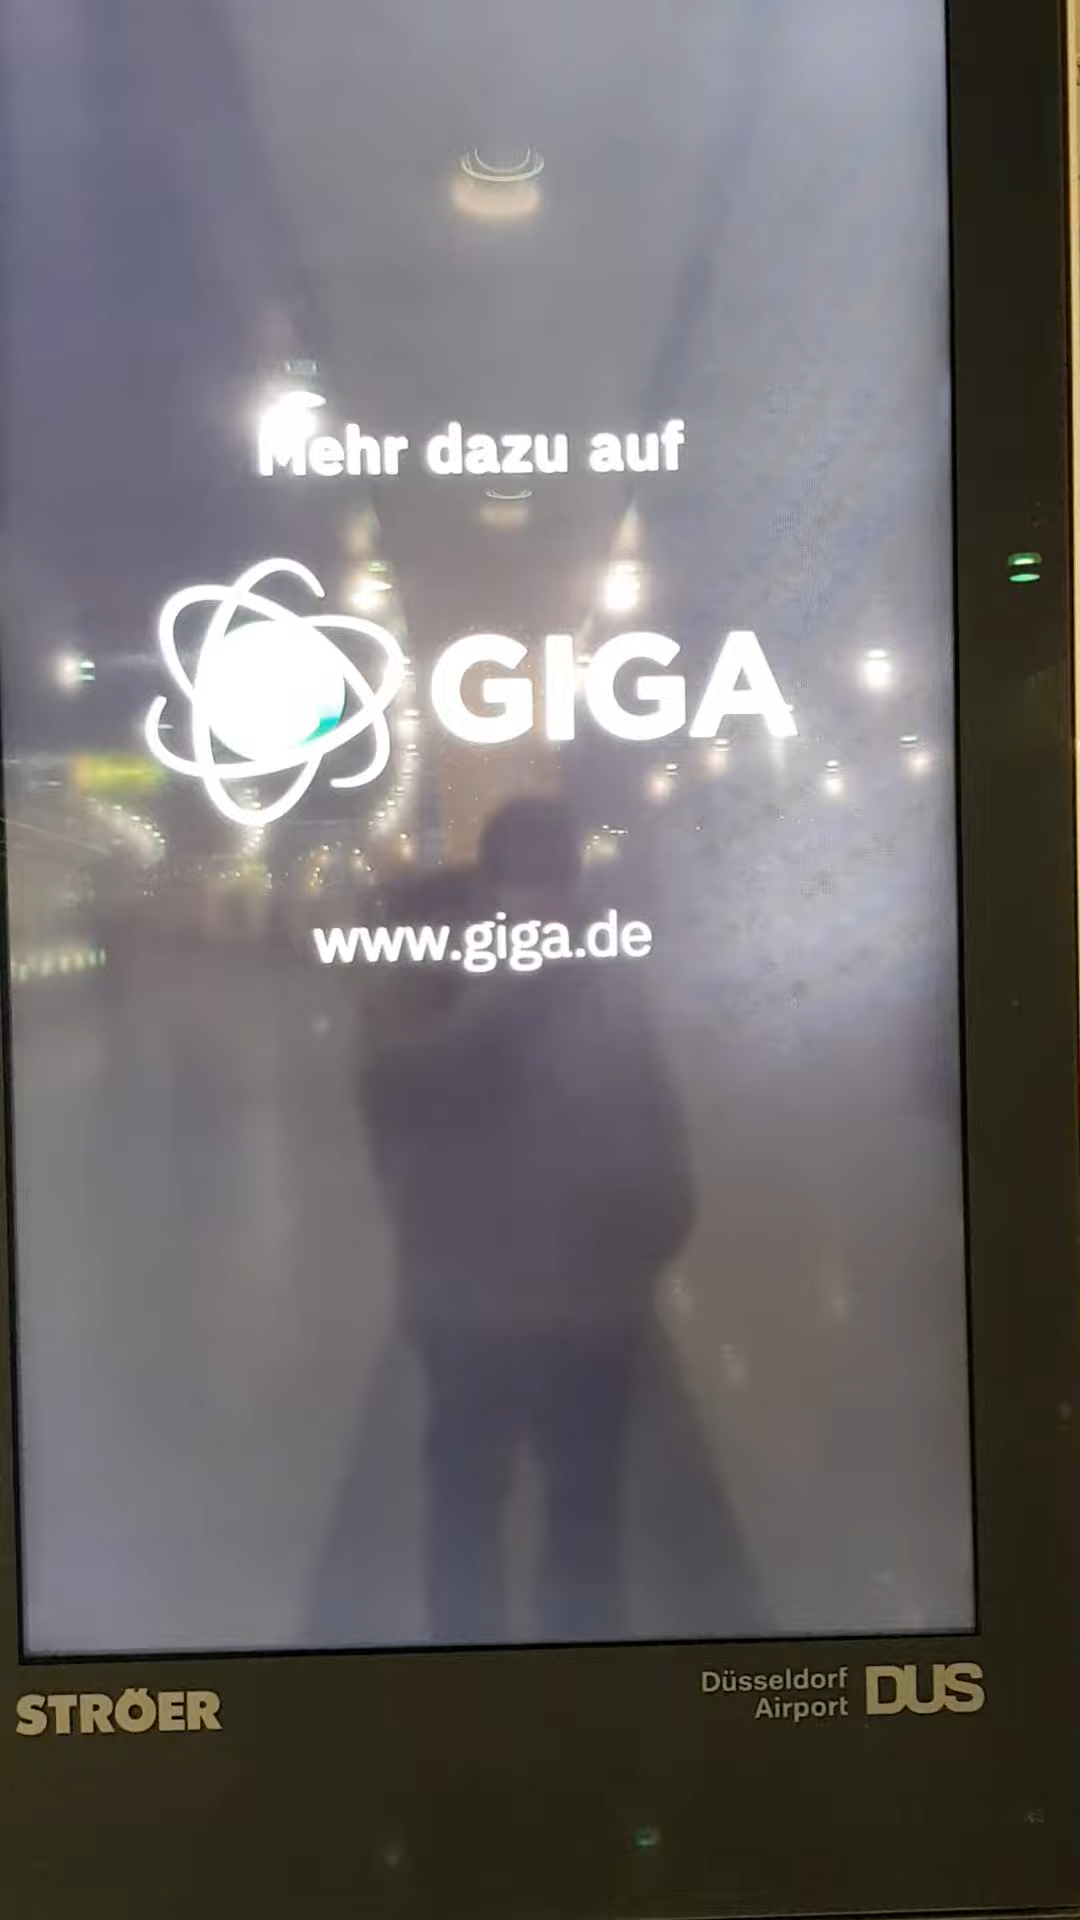 Mehr dazu auf
GIGA
www.giga.de
STRÖER
Düsseldorf
Airport
DUS